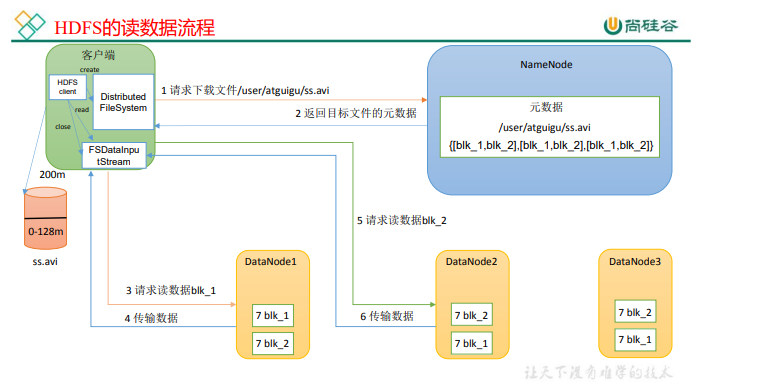 HDFS的读数据流程
尚硅谷
客户端
create
HDFS
client
Distributed
FileSystem
read
close
FSDataInpu
tStream
1 请求下载文件/user/atguigu/ss.avi
2 返回目标文件的元数据
NameNode
元数据
/user/atguigu/ss.avi
{[blk_1,blk_2],[blk_1,blk_2],[blk_1,blk_2]}
200m
0-128m
ss.avi
5 请求读数据blk_2
3 请求读数据blk_1
4 传输数据
6 传输数据
DataNode1
7 blk_1
7 blk_2
DataNode2
7 blk_2
7 blk_1
DataNode3
7 blk_2
7 blk_1
让天下没有难学的技术